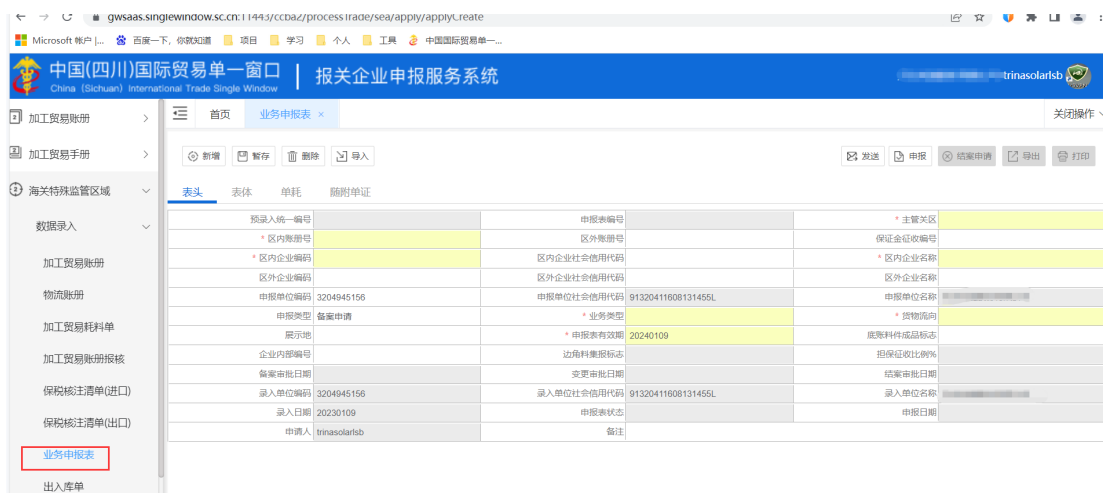 gwsaas.singlewindow.sc.cn:11443/ccba2/processTrade/sea/apply/applyCreate
Microsoft 帐户 |... 百度一下，你就知道 项目 学习 个人 工具 中国国际贸易单一...
中国(四川)国际贸易单一窗口 | 报关企业申报服务系统
China (Sichuan) International Trade Single Window
trinasolarlsb
加工贸易账册
首页 业务申报表 × 关闭操作
加工贸易手册
新增 暂存 删除 导入 发送 申报 结案申请 导出 打印
海关特殊监管区域
表头 表体 单耗 随附单证
预录入统一编号 申报表编号 * 主管关区
数据录入
* 区内账册号 区外账册号 保证金征收编号
* 区内企业编码 区内企业社会信用代码 * 区内企业名称
加工贸易账册
区外企业编码 区外企业社会信用代码 区外企业名称
物流账册
申报单位编码 3204945156 申报单位社会信用代码 91320411608131455L 申报单位名称
申报类型 备案申请 * 业务类型 * 货物流向
加工贸易耗料单
展示地 * 申报表有效期 20240109 底账料件成品标志
加工贸易账册报核
企业内部编号 边角料集报标志 担保征收比例%
备案审批日期 变更审批日期 结案审批日期
保税核注清单(进口)
录入单位编码 3204945156 录入单位社会信用代码 91320411608131455L 录入单位名称
录入日期 20230109 申报表状态 申报日期
保税核注清单(出口)
申请人 trinasolarlsb 备注
业务申报表
出入库单